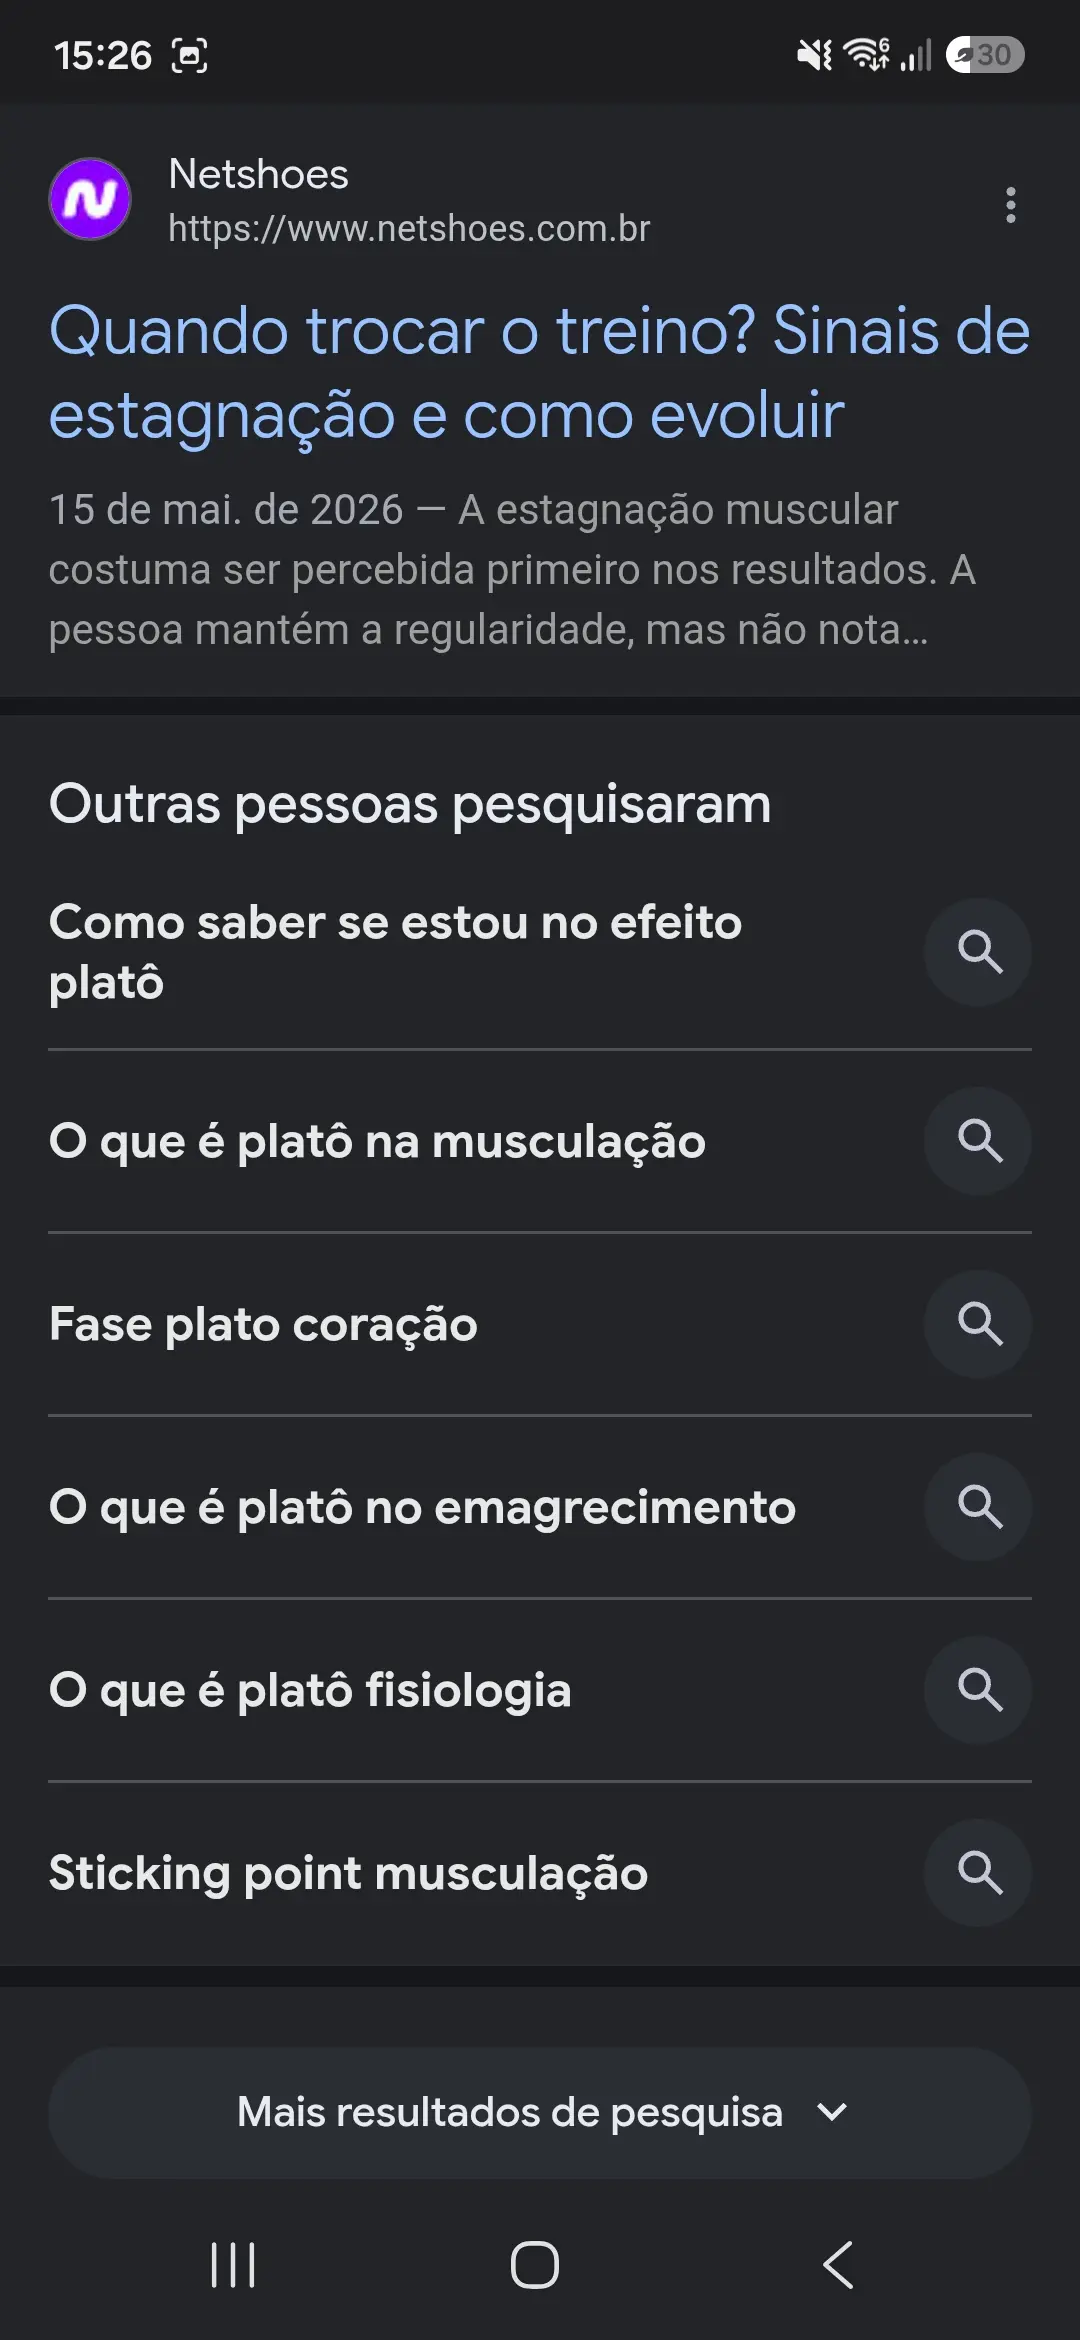 15:26
6
30
Netshoes
https://www.netshoes.com.br
Quando trocar o treino? Sinais de
estagnação e como evoluir
15 de mai. de 2026 — A estagnação muscular
costuma ser percebida primeiro nos resultados. A
pessoa mantém a regularidade, mas não nota...
Outras pessoas pesquisaram
Como saber se estou no efeito
platô
O que é platô na musculação
Fase plato coração
O que é platô no emagrecimento
O que é platô fisiologia
Sticking point musculação
Mais resultados de pesquisa